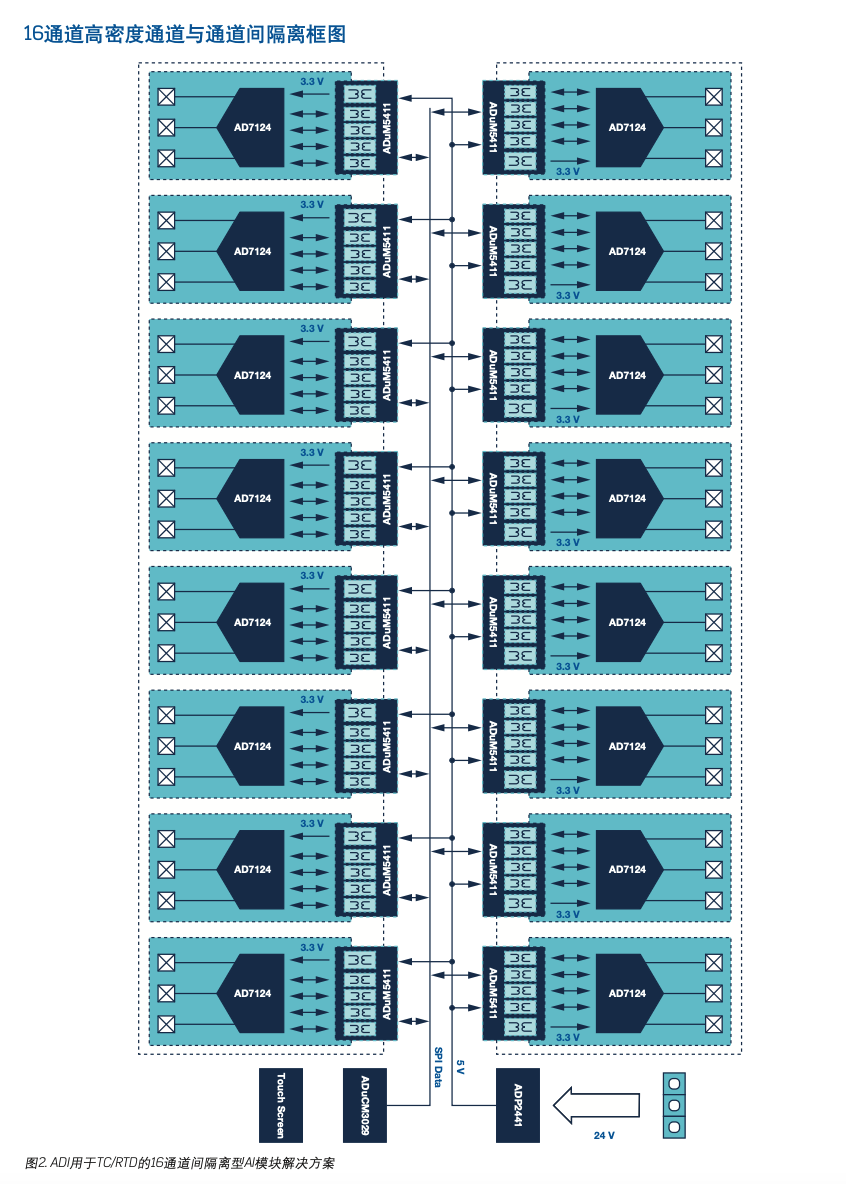 16通道高密度通道与通道间隔离框图
3.3 V
AD7124
ADuM5411
ADuM5411
AD7124
3.3 V
3.3 V
AD7124
ADuM5411
ADuM5411
AD7124
3.3 V
3.3 V
AD7124
ADuM5411
ADuM5411
AD7124
3.3 V
3.3 V
AD7124
ADuM5411
ADuM5411
AD7124
3.3 V
3.3 V
AD7124
ADuM5411
ADuM5411
AD7124
3.3 V
3.3 V
AD7124
ADuM5411
ADuM5411
AD7124
3.3 V
3.3 V
AD7124
ADuM5411
ADuM5411
AD7124
3.3 V
3.3 V
AD7124
ADuM5411
ADuM5411
AD7124
3.3 V
Touch Screen
ADuCM3029
SPI Data
5 V
ADP2441
24 V
图2. ADI用于TC/RTD的16通道间隔离型AI模块解决方案